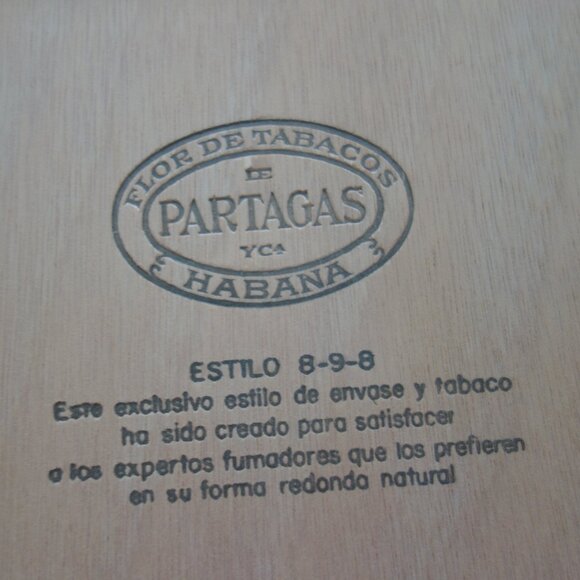 FLOR DE TABACOS
DE
PARTAGAS
Y Cª
HABANA
ESTILO 8-9-8
Este exclusivo estilo de envase y tabaco
ha sido creado para satisfacer
a los expertos fumadores que los prefieren
en su forma redonda natural